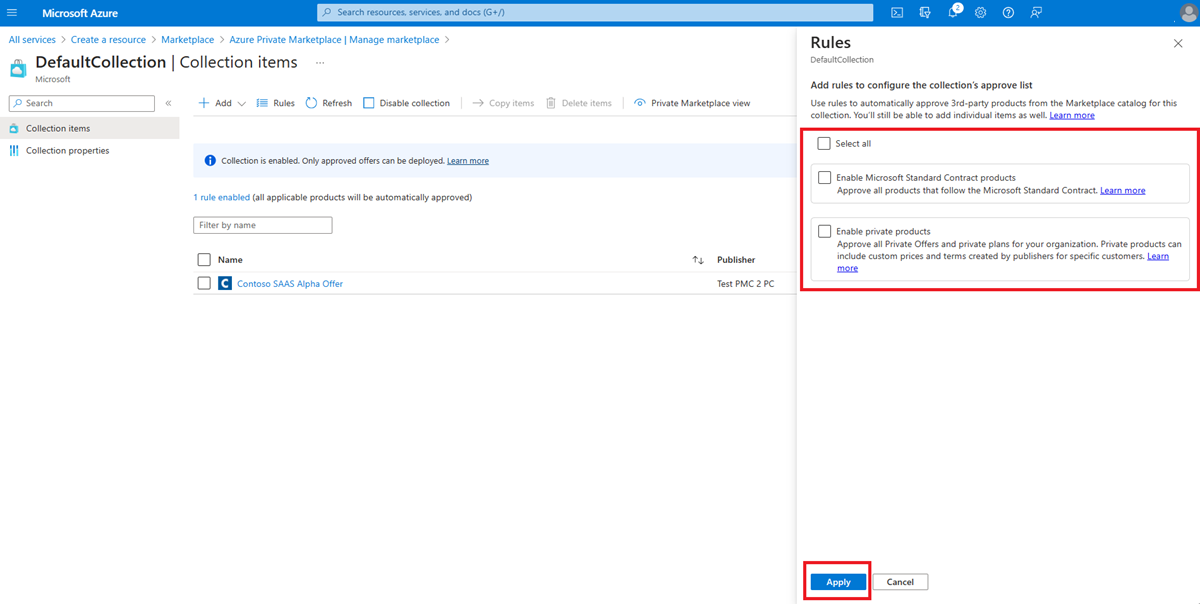 Microsoft Azure
Search resources, services, and docs (G+/)
2
All services > Create a resource > Marketplace > Azure Private Marketplace | Manage marketplace >
DefaultCollection | Collection items ...
Microsoft
Search
«
Collection items
Collection properties
+ Add
Rules
Refresh
Disable collection
Copy items
Delete items
Private Marketplace view
Collection is enabled. Only approved offers can be deployed. Learn more
1 rule enabled (all applicable products will be automatically approved)
Filter by name
Name
Publisher
C Contoso SAAS Alpha Offer
Test PMC 2 PC
Rules
DefaultCollection
Add rules to configure the collection's approve list
Use rules to automatically approve 3rd-party products from the Marketplace catalog for this
collection. You'll still be able to add individual items as well. Learn more
Select all
Enable Microsoft Standard Contract products
Approve all products that follow the Microsoft Standard Contract. Learn more
Enable private products
Approve all Private Offers and private plans for your organization. Private products can
include custom prices and terms created by publishers for specific customers. Learn
more
Apply
Cancel